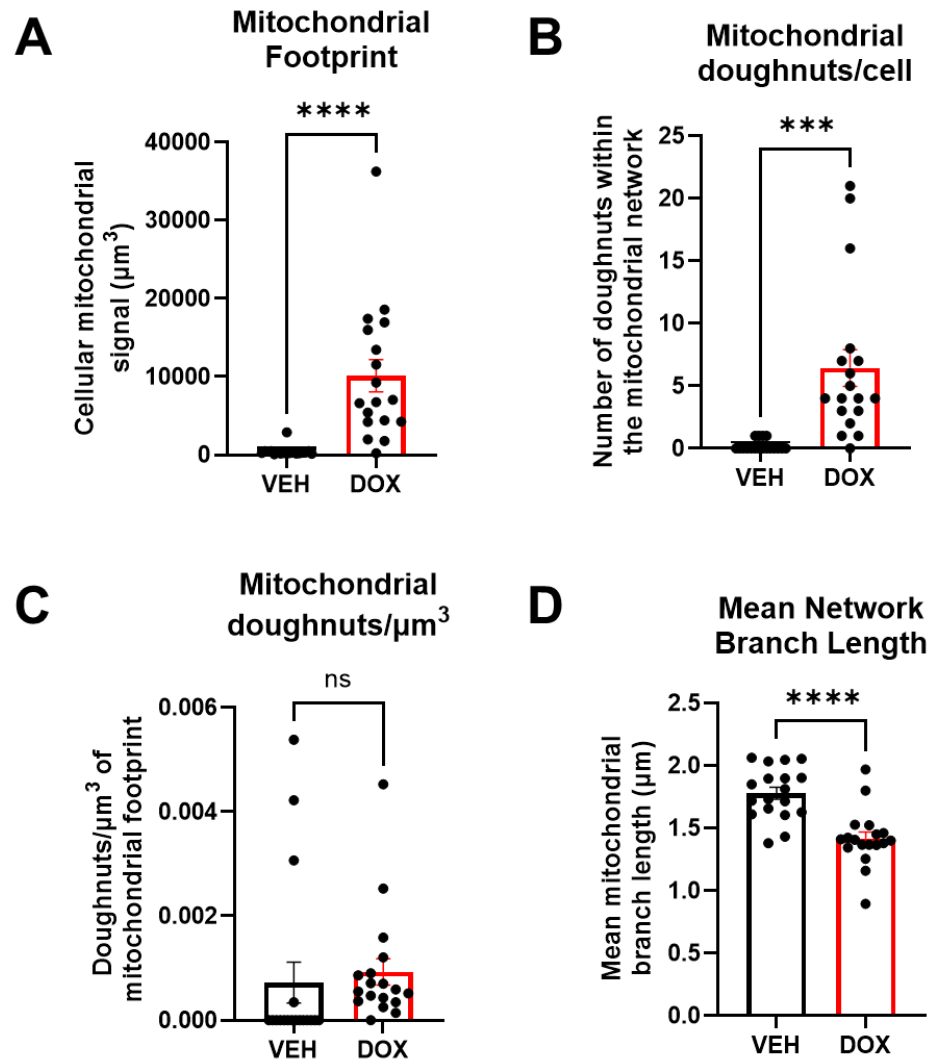 A
Mitochondrial
Footprint
****
Cellular mitochondrial
signal (µm³)
40000
30000
20000
10000
0
VEH DOX
B
Mitochondrial
doughnuts/cell
***
Number of doughnuts within
the mitochondrial network
25
20
15
10
5
0
VEH DOX
C
Mitochondrial
doughnuts/µm³
ns
Doughnuts/µm³ of
mitochondrial footprint
0.006
0.004
0.002
0.000
VEH DOX
D
Mean Network
Branch Length
****
Mean mitochondrial
branch length (µm)
2.5
2.0
1.5
1.0
0.5
0.0
VEH DOX